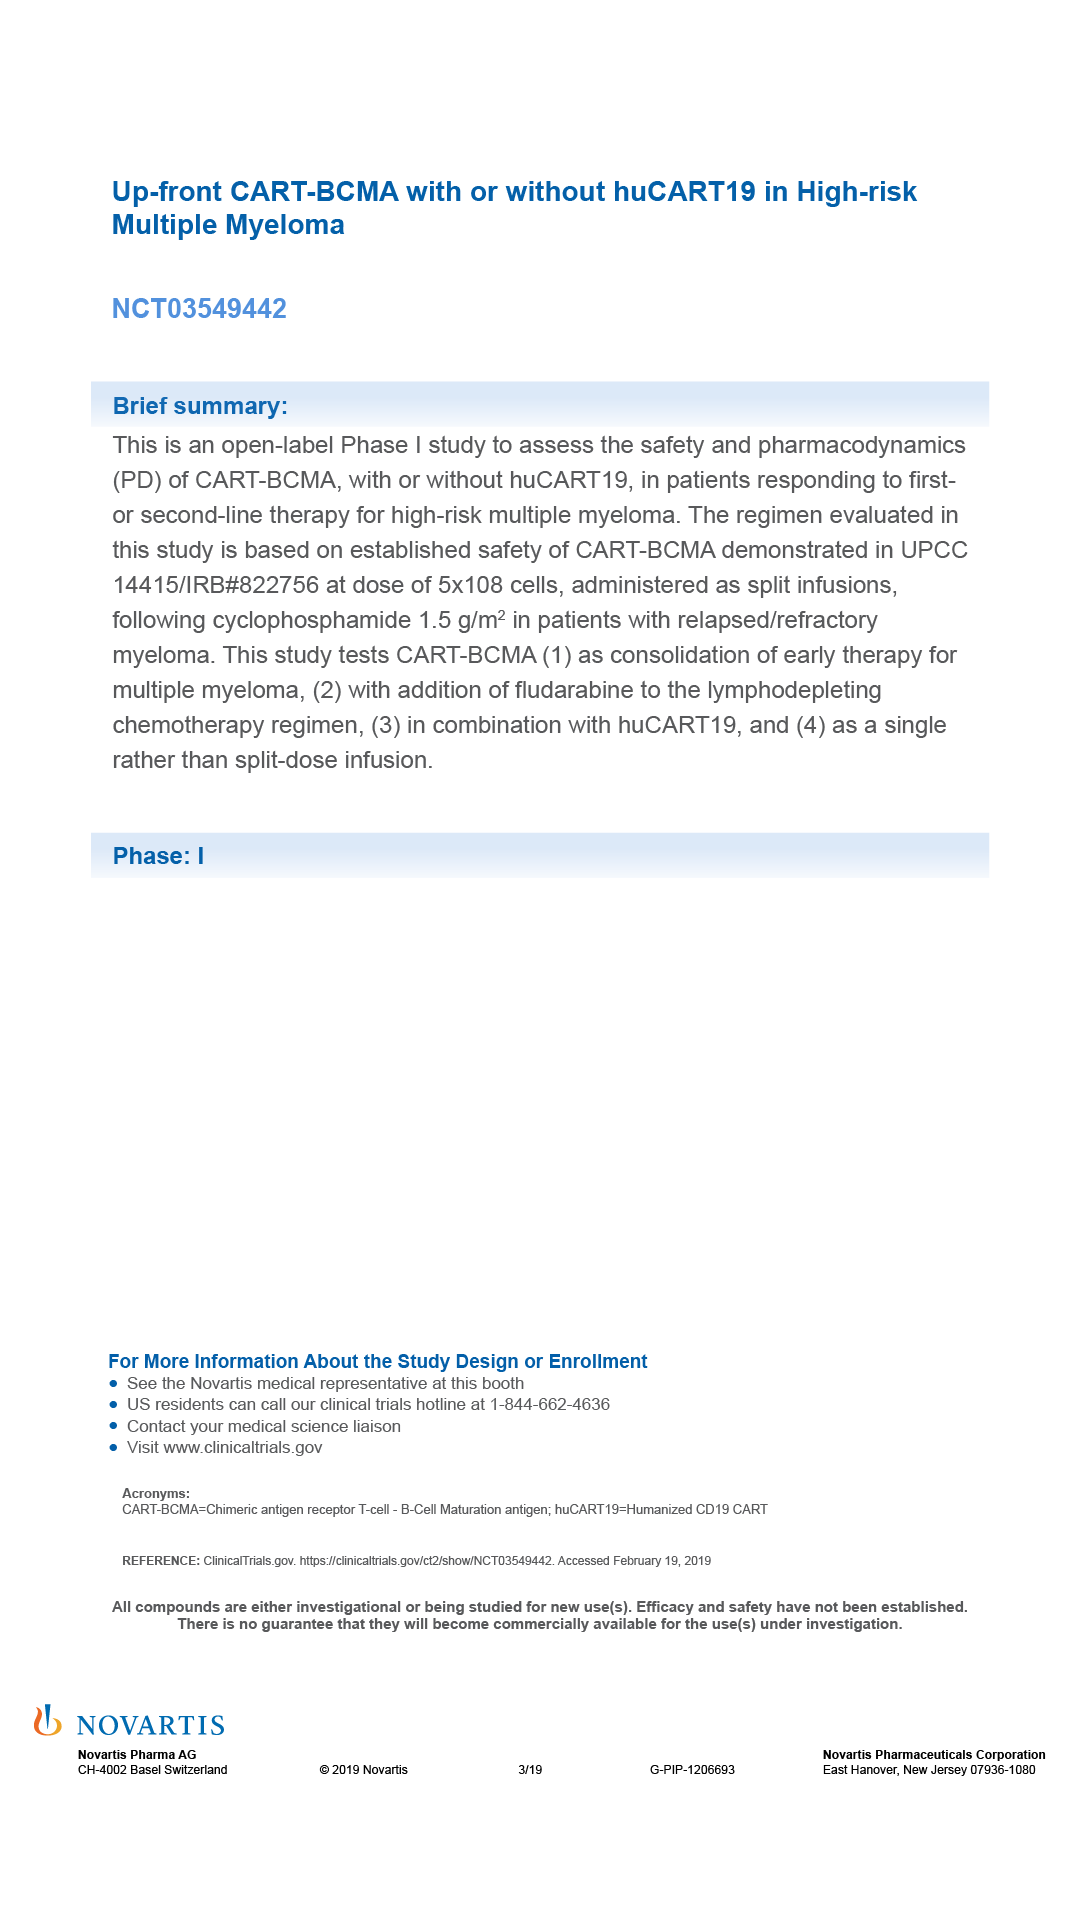 Up-front CART-BCMA with or without huCART19 in High-risk
Multiple Myeloma
NCT03549442
Brief summary:
This is an open-label Phase I study to assess the safety and pharmacodynamics
(PD) of CART-BCMA, with or without huCART19, in patients responding to first-
or second-line therapy for high-risk multiple myeloma. The regimen evaluated in
this study is based on established safety of CART-BCMA demonstrated in UPCC
14415/IRB#822756 at dose of 5x108 cells, administered as split infusions,
following cyclophosphamide 1.5 g/m² in patients with relapsed/refractory
myeloma. This study tests CART-BCMA (1) as consolidation of early therapy for
multiple myeloma, (2) with addition of fludarabine to the lymphodepleting
chemotherapy regimen, (3) in combination with huCART19, and (4) as a single
rather than split-dose infusion.
Phase: I
For More Information About the Study Design or Enrollment
• See the Novartis medical representative at this booth
• US residents can call our clinical trials hotline at 1-844-662-4636
• Contact your medical science liaison
• Visit www.clinicaltrials.gov
Acronyms:
CART-BCMA=Chimeric antigen receptor T-cell - B-Cell Maturation antigen; huCART19=Humanized CD19 CART
REFERENCE: ClinicalTrials.gov. https://clinicaltrials.gov/ct2/show/NCT03549442. Accessed February 19, 2019
All compounds are either investigational or being studied for new use(s). Efficacy and safety have not been established.
There is no guarantee that they will become commercially available for the use(s) under investigation.
NOVARTIS
Novartis Pharma AG Novartis Pharmaceuticals Corporation
CH-4002 Basel Switzerland © 2019 Novartis 3/19 G-PIP-1206693 East Hanover, New Jersey 07936-1080